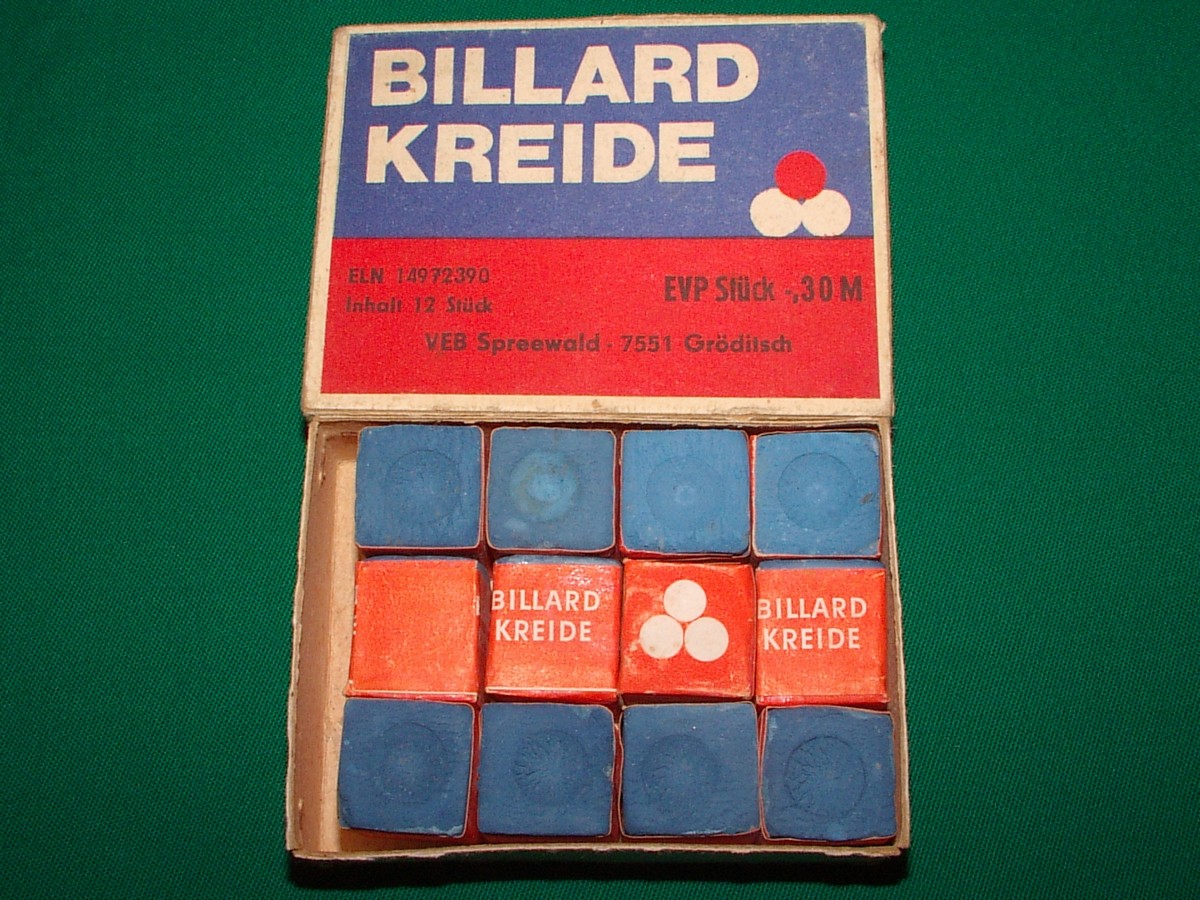 BILLARD
KREIDE
ELN 14972390
Inhalt 12 Stück
EVP Stück -,30 M
VEB Spreewald · 7551 Gröditsch
BILLARD
KREIDE
BILLARD
KREIDE